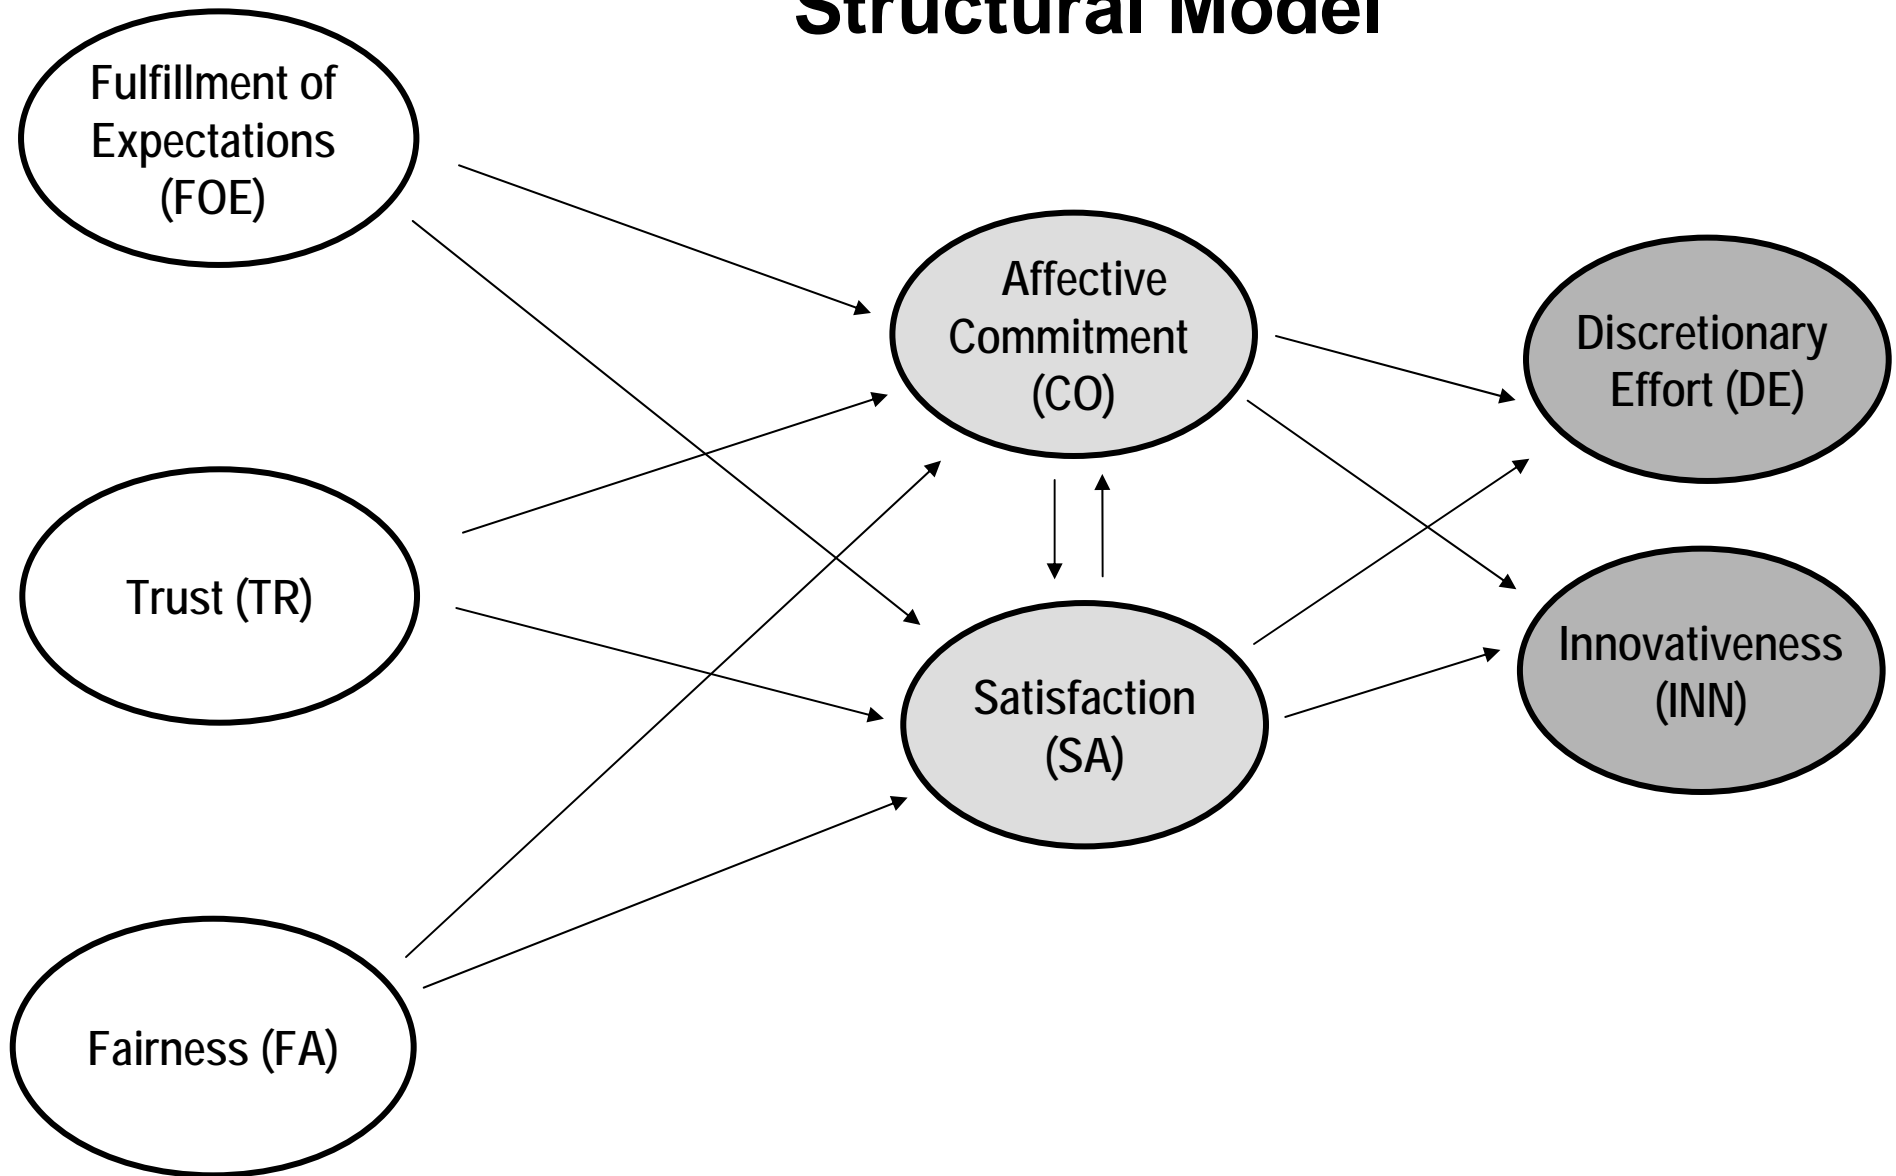 Structural Model
Fulfillment of
Expectations
(FOE)
Affective
Commitment
(CO)
Discretionary
Effort (DE)
Trust (TR)
Innovativeness
(INN)
Satisfaction
(SA)
Fairness (FA)